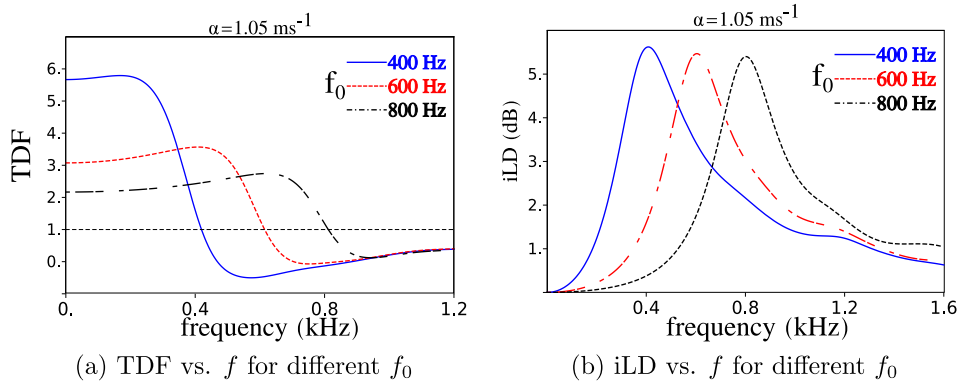 α=1.05 ms⁻¹
6.
5.
4.
3.
2.
1
0.
TDF
f₀
400 Hz
600 Hz
800 Hz
0. 0.4 0.8 1.2
frequency (kHz)
(a) TDF vs. f for different f₀
α=1.05 ms⁻¹
5.
4.
3.
2.
1.
iLD (dB)
f₀
400 Hz
600 Hz
800 Hz
0.4 0.8 1.2 1.6
frequency (kHz)
(b) iLD vs. f for different f₀